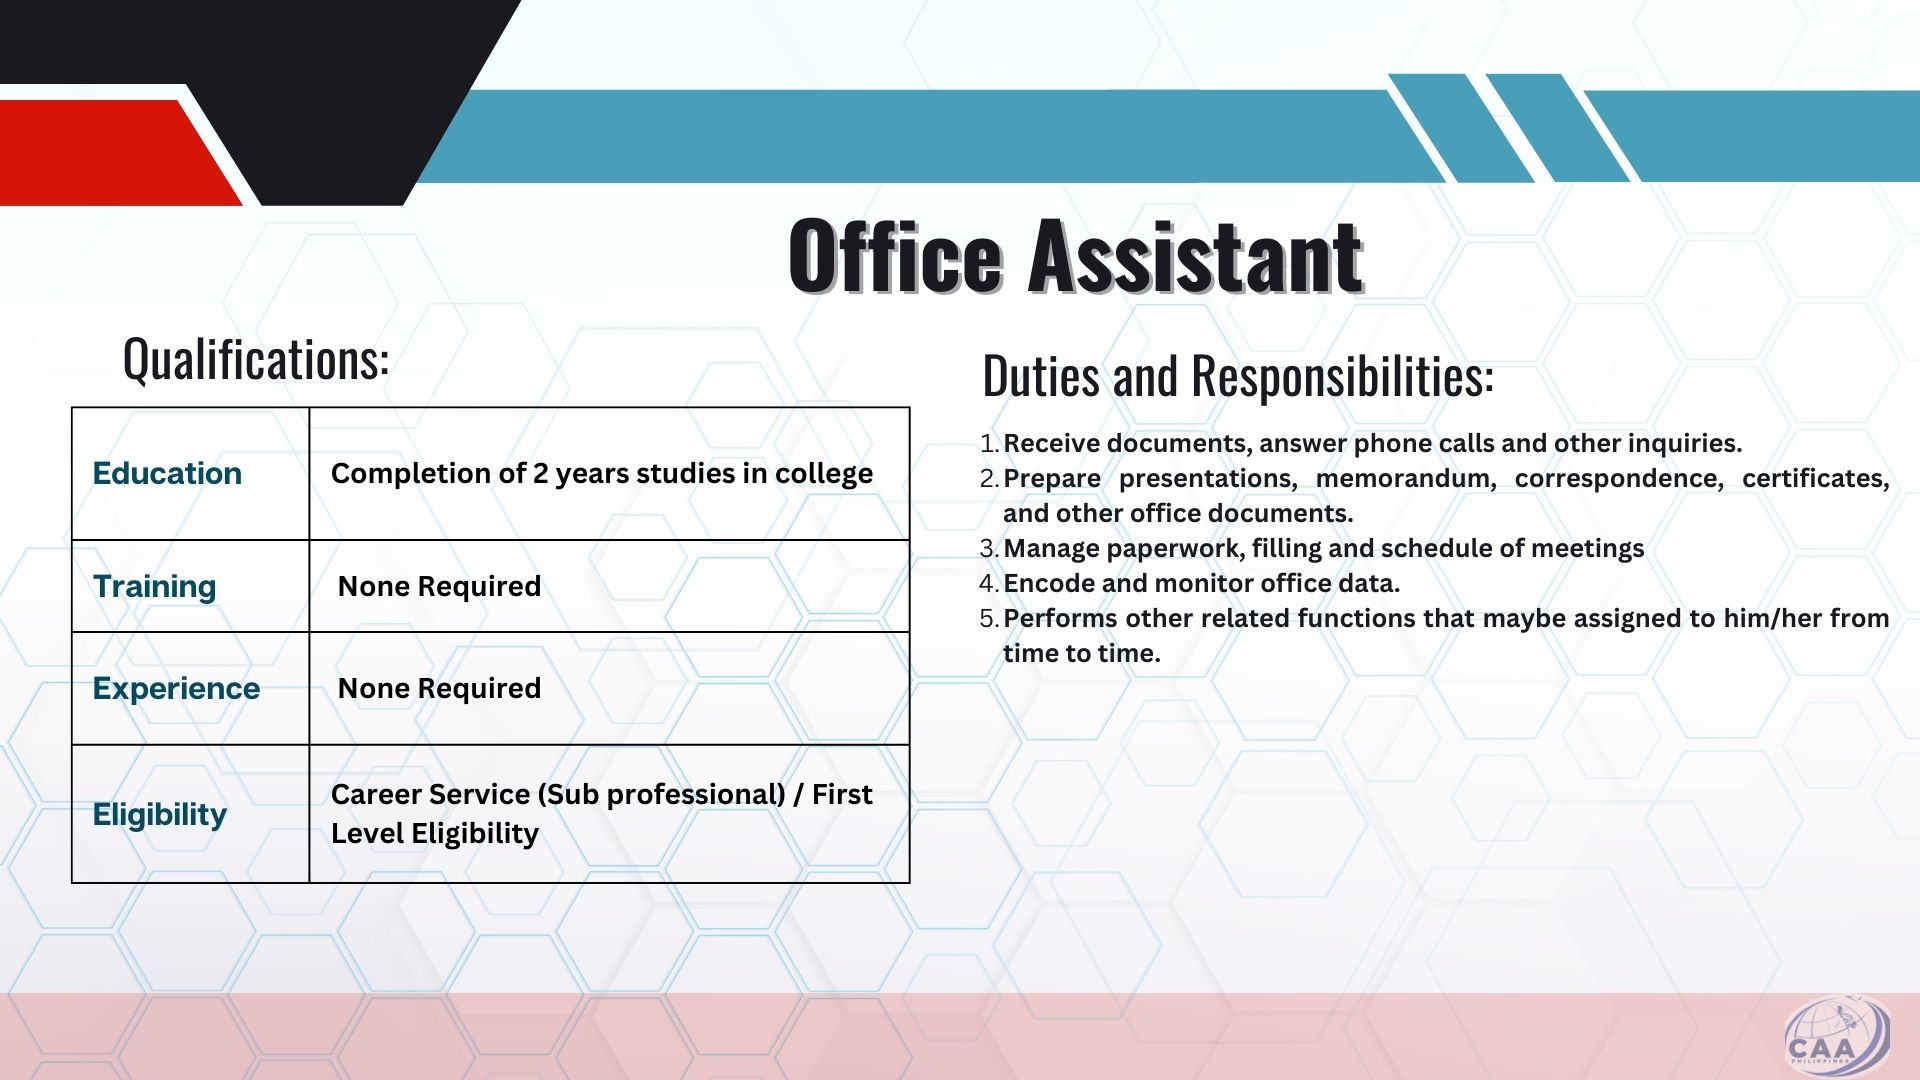 Office Assistant
Qualifications:
Education
Completion of 2 years studies in college
Training
None Required
Experience
None Required
Eligibility
Career Service (Sub professional) / First
Level Eligibility
Duties and Responsibilities:
1. Receive documents, answer phone calls and other inquiries.
2. Prepare presentations, memorandum, correspondence, certificates,
and other office documents.
3. Manage paperwork, filling and schedule of meetings
4. Encode and monitor office data.
5. Performs other related functions that maybe assigned to him/her from
time to time.
CAA
PHILIPPINES